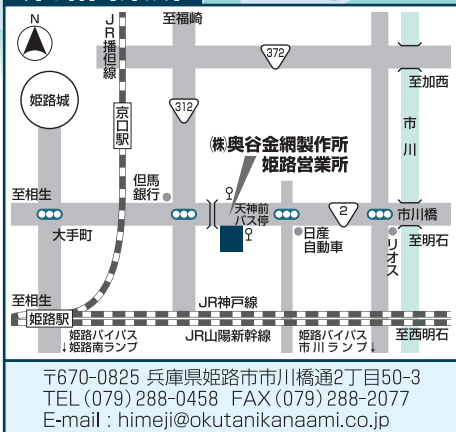 N
JR播但線
至福崎
372
至加西
姫路城
312
京口駅
市川
㈱奥谷金網製作所
姫路営業所
但馬
銀行
至相生
天神前
バス停
2
市川橋
大手町
日産
自動車
リオス
至明石
至相生
JR神戸線
姫路駅
姫路バイパス
↓姫路南ランプ
JR山陽新幹線
姫路バイパス
市川ランプ↓
至西明石
〒670-0825 兵庫県姫路市市川橋通2丁目50-3
TEL(079)288-0458 FAX(079)288-2077
E-mail : himeji@okutanikanaami.co.jp